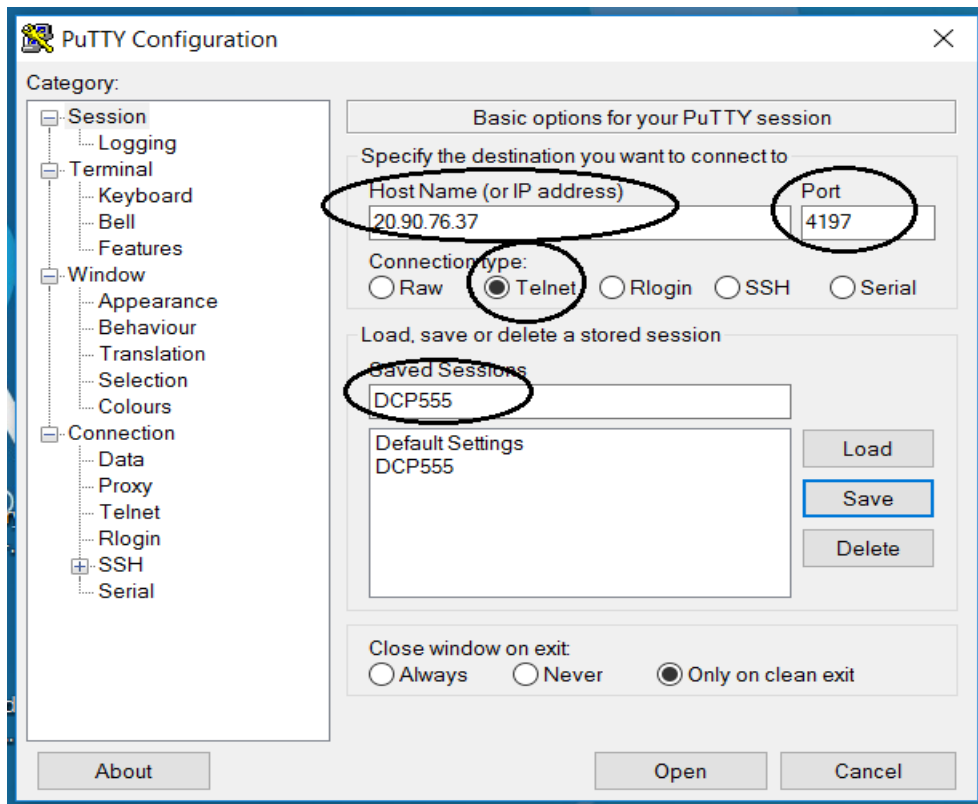 PuTTY Configuration
Category:
Session
Logging
Terminal
Keyboard
Bell
Features
Window
Appearance
Behaviour
Translation
Selection
Colours
Connection
Data
Proxy
Telnet
Rlogin
SSH
Serial
Basic options for your PuTTY session
Specify the destination you want to connect to
Host Name (or IP address) Port
20.90.76.37 4197
Connection type:
Raw Telnet Rlogin SSH Serial
Load, save or delete a stored session
Saved Sessions
DCP555
Default Settings
DCP555
Load
Save
Delete
Close window on exit:
Always Never Only on clean exit
About Open Cancel